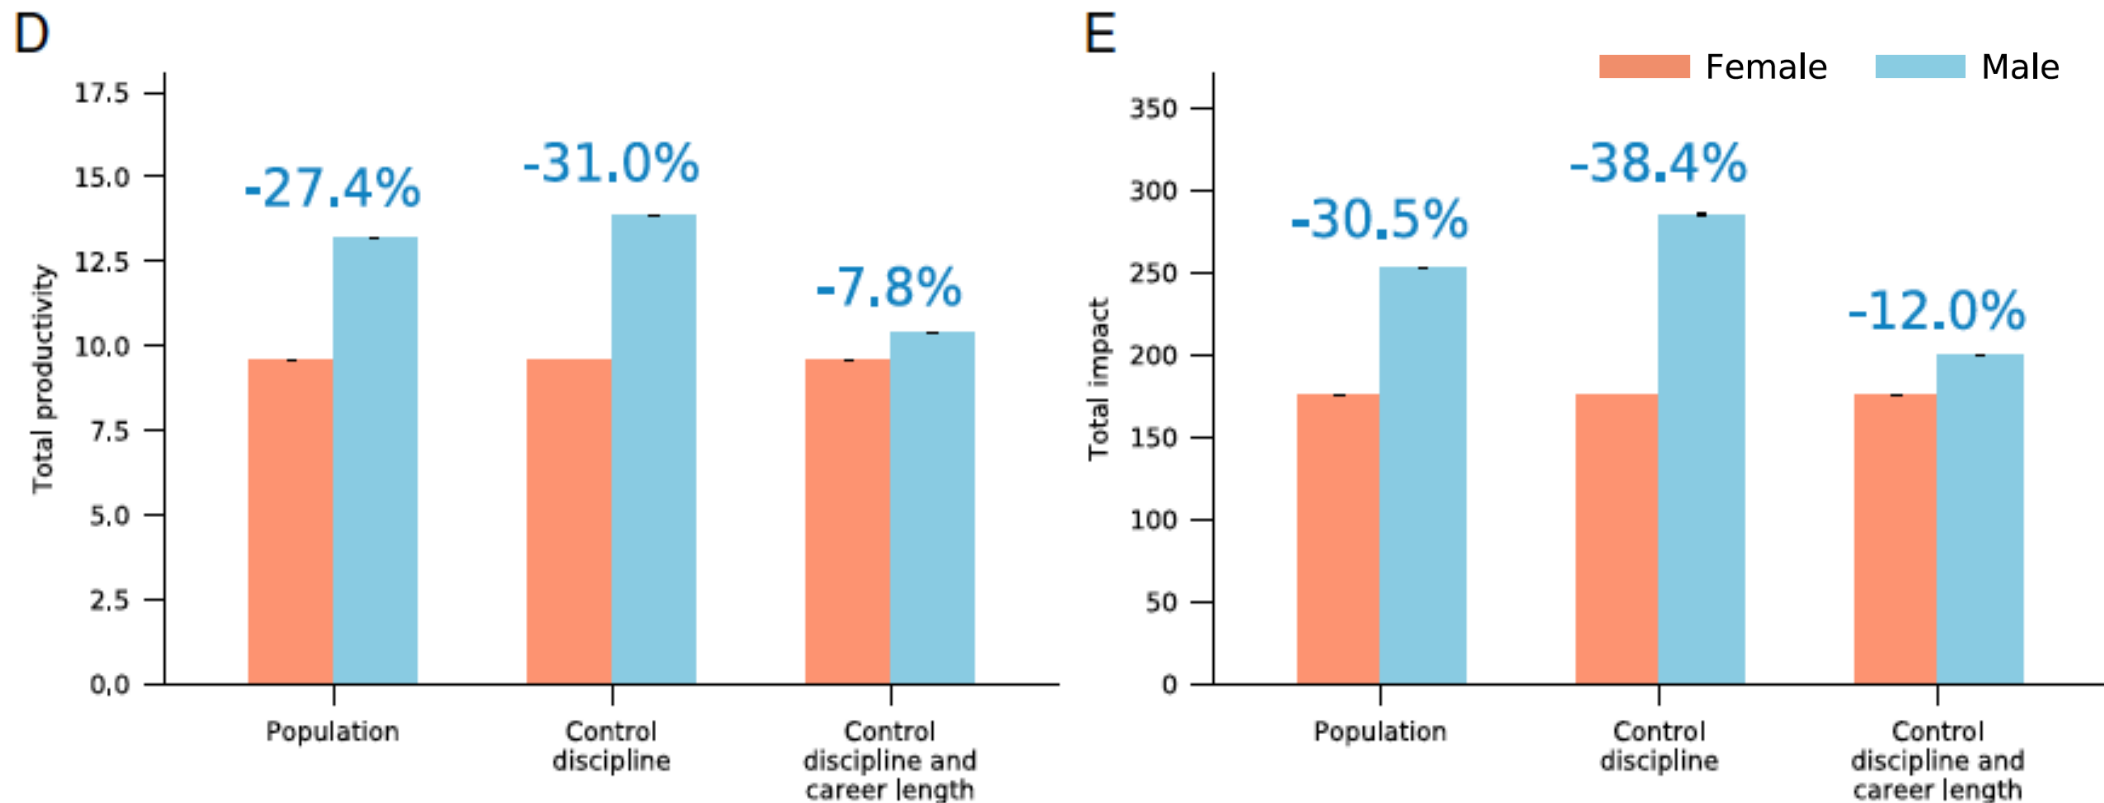 D
17.5
15.0
12.5
10.0
7.5
5.0
2.5
0.0
Total productivity
-27.4%
-31.0%
-7.8%
Population
Control
discipline
Control
discipline and
career length
E
Female
Male
350
300
250
200
150
100
50
0
Total impact
-30.5%
-38.4%
-12.0%
Population
Control
discipline
Control
discipline and
career length